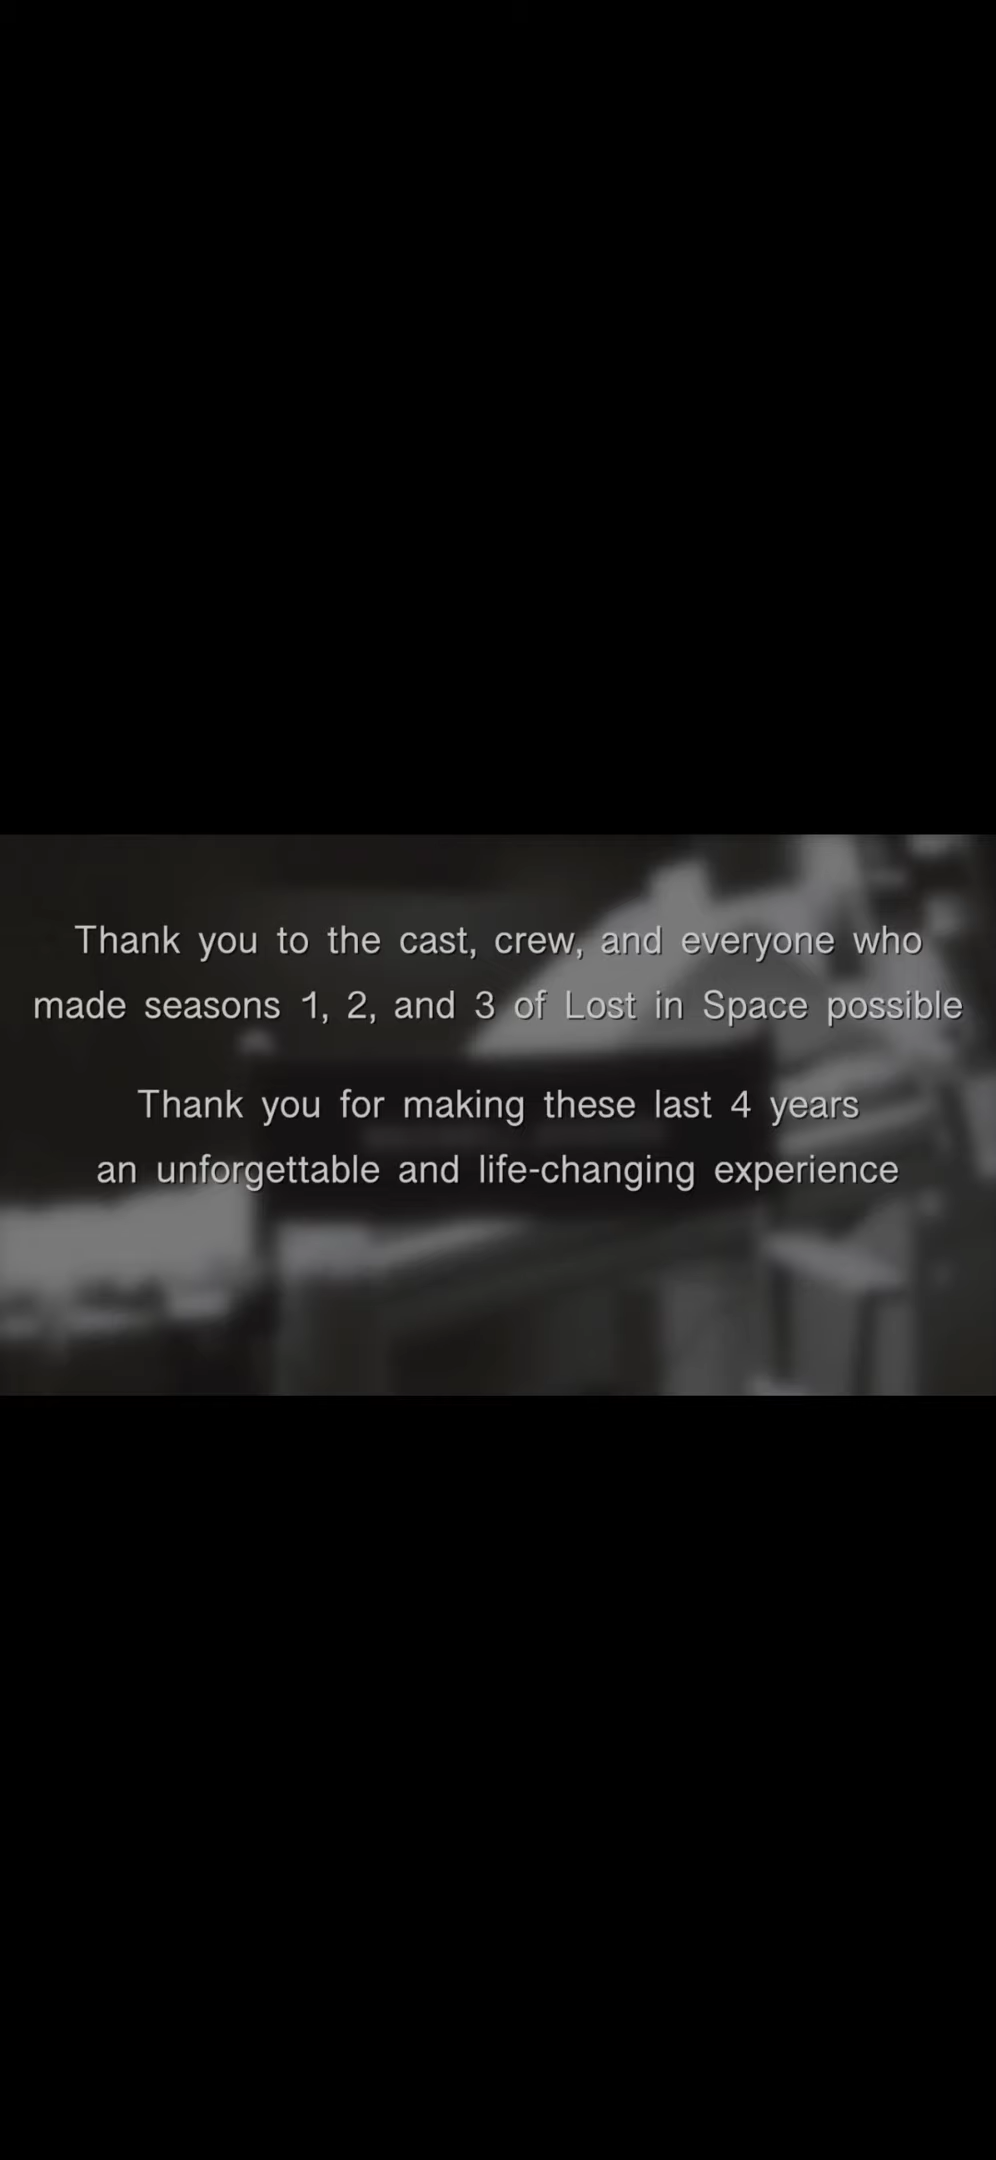 Thank you to the cast, crew, and everyone who
made seasons 1, 2, and 3 of Lost in Space possible
Thank you for making these last 4 years
an unforgettable and life-changing experience